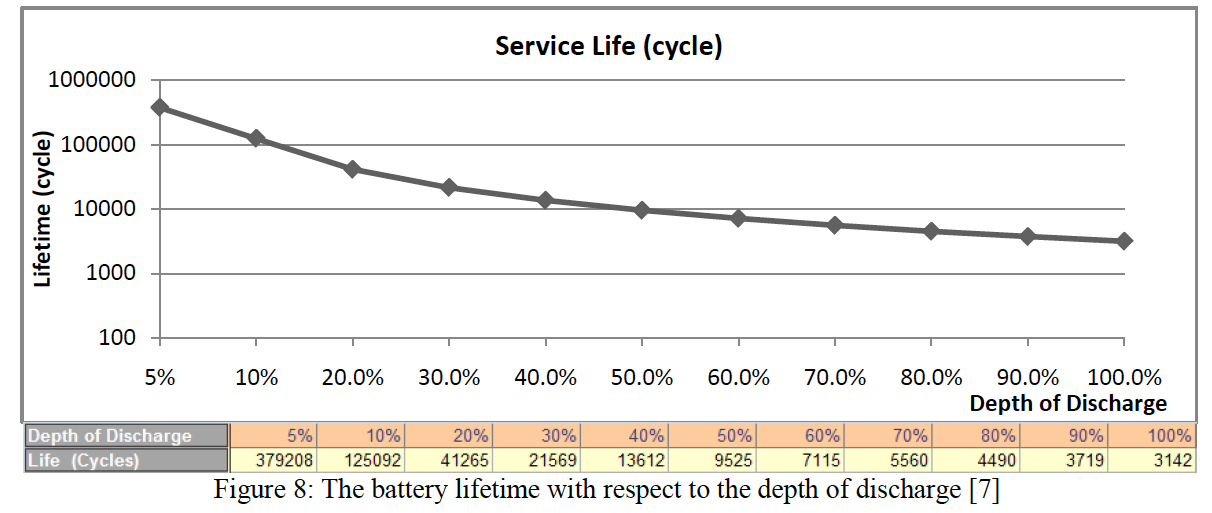 Service Life (cycle)
Lifetime (cycle)
1000000
100000
10000
1000
100
5% 10% 20.0% 30.0% 40.0% 50.0% 60.0% 70.0% 80.0% 90.0% 100.0%
Depth of Discharge
Depth of Discharge 5% 10% 20% 30% 40% 50% 60% 70% 80% 90% 100%
Life (Cycles) 379208 125092 41265 21569 13612 9525 7115 5560 4490 3719 3142
Figure 8: The battery lifetime with respect to the depth of discharge [7]